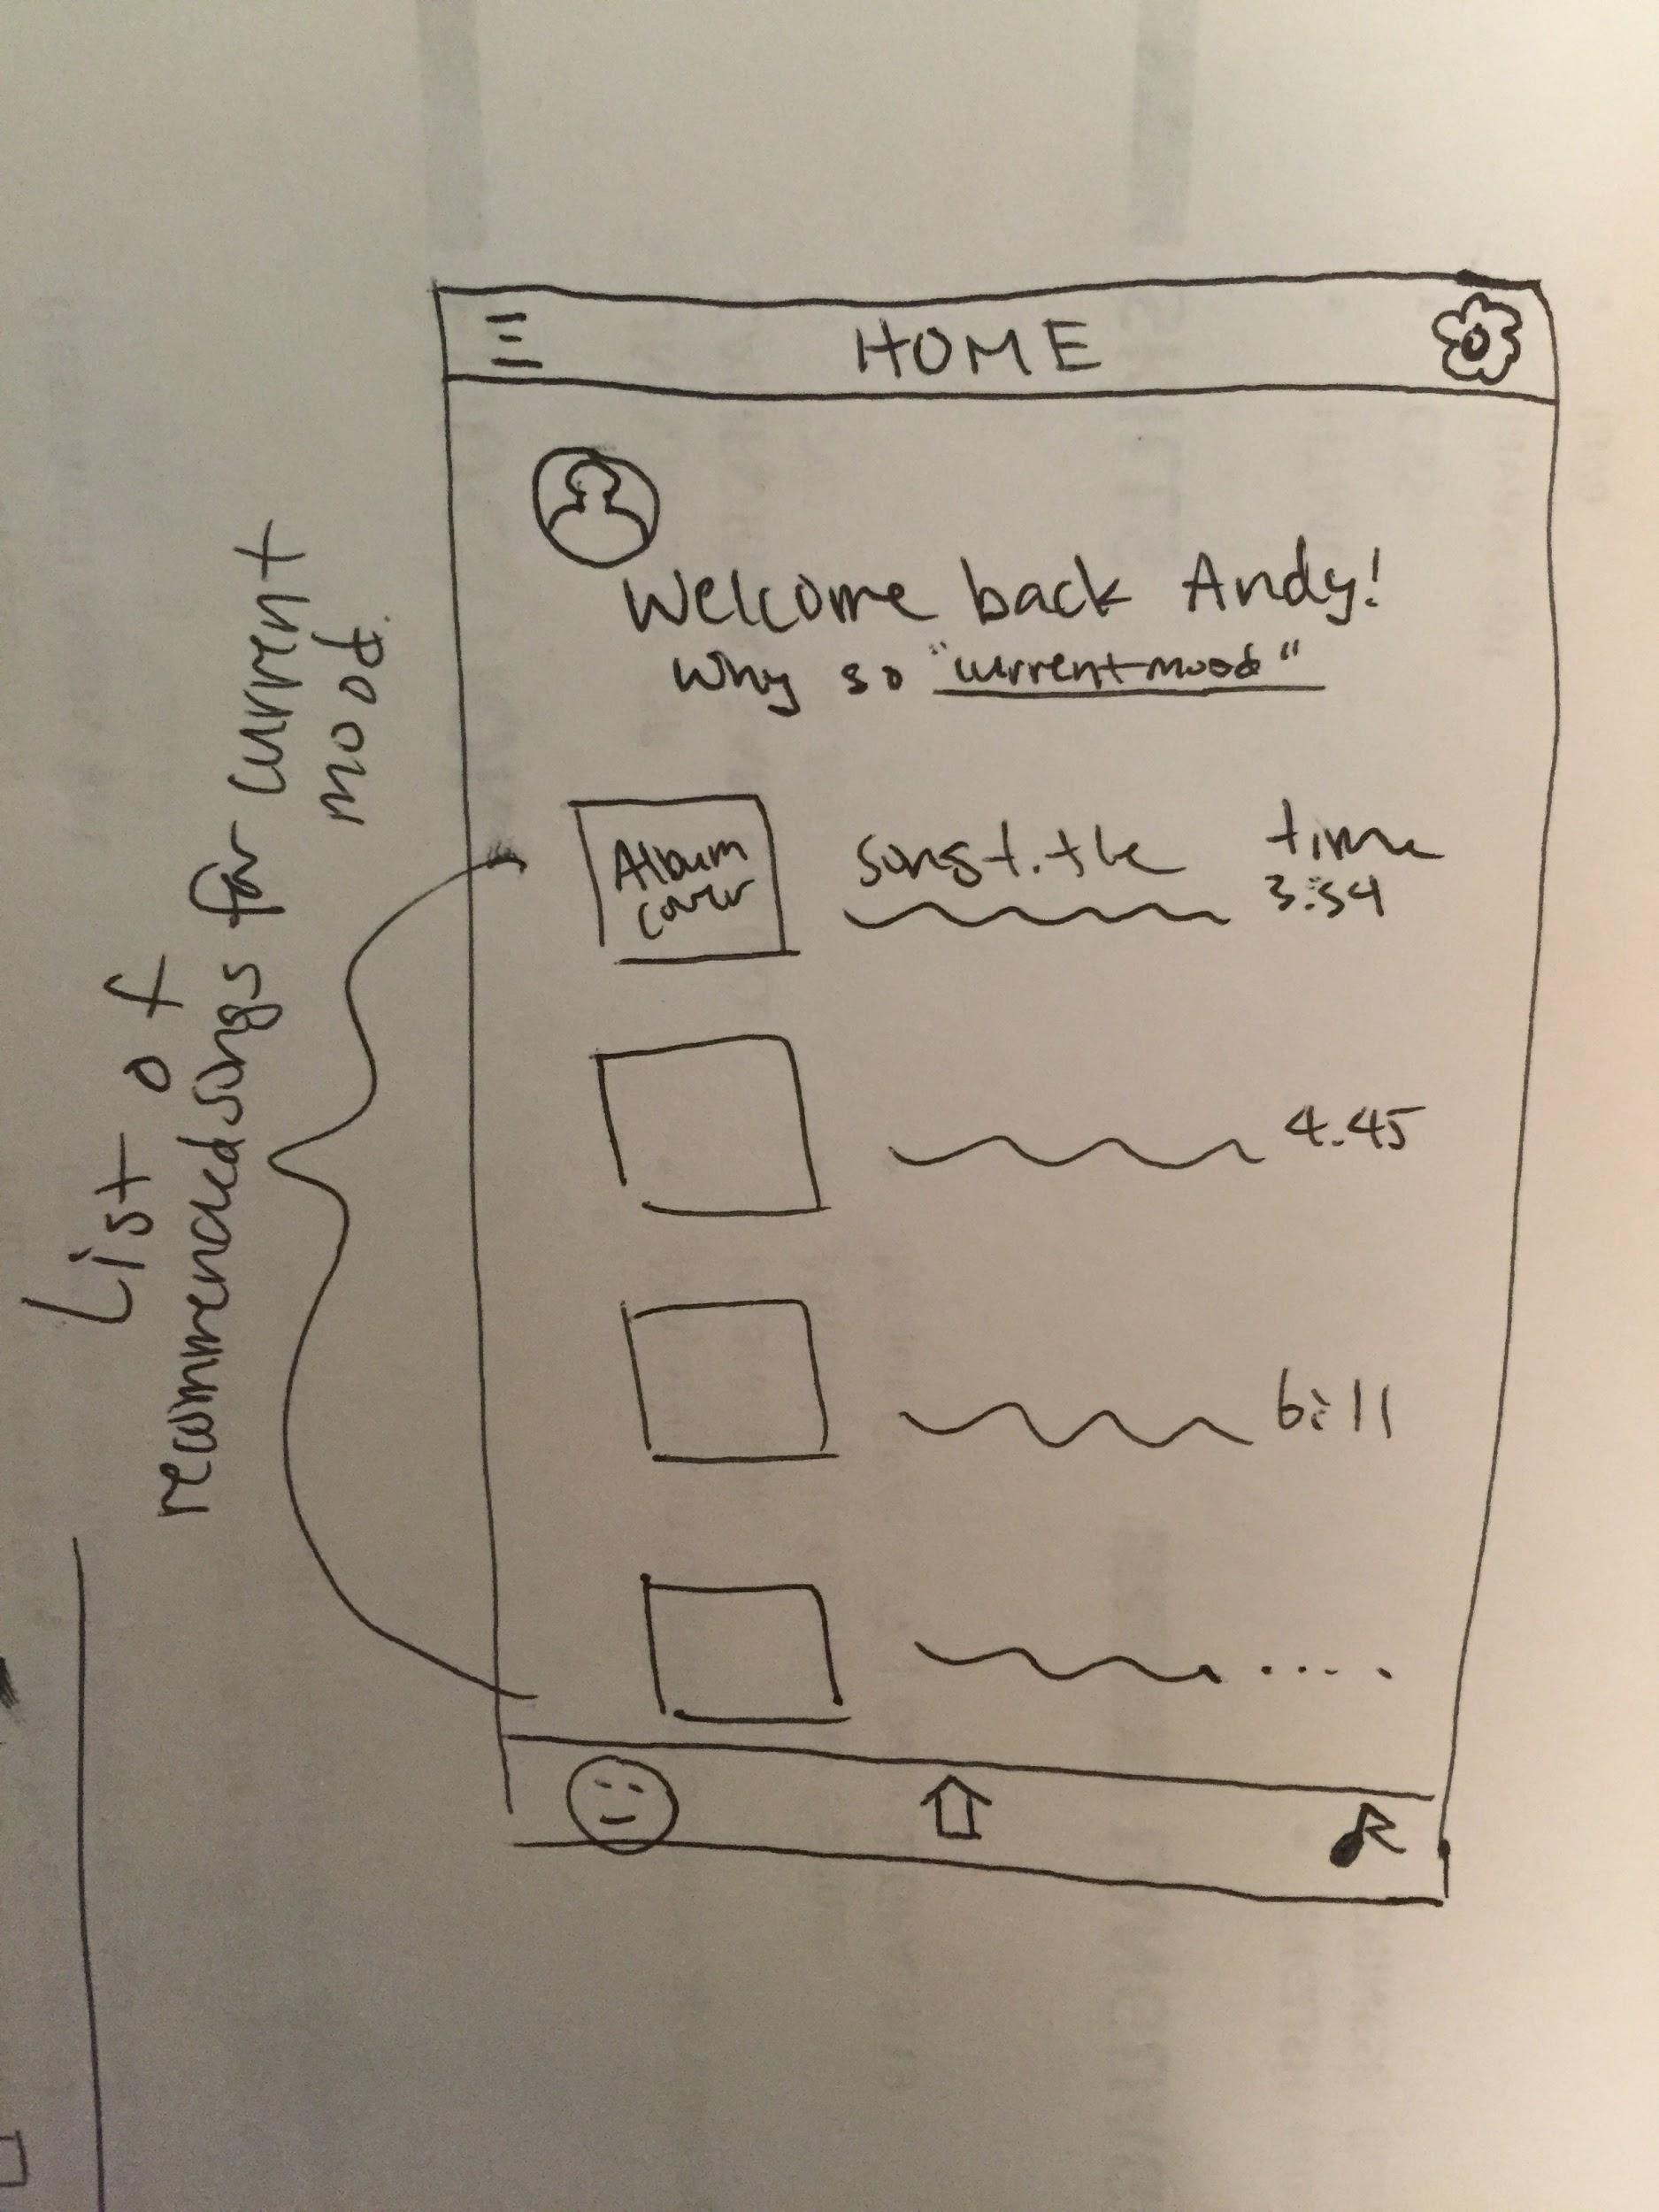 HOME
Welcome back Andy!
Why so "current mood"
Album
cover
song title
time
3:54
4.45
6:11
List of
recommended songs for current
mood.